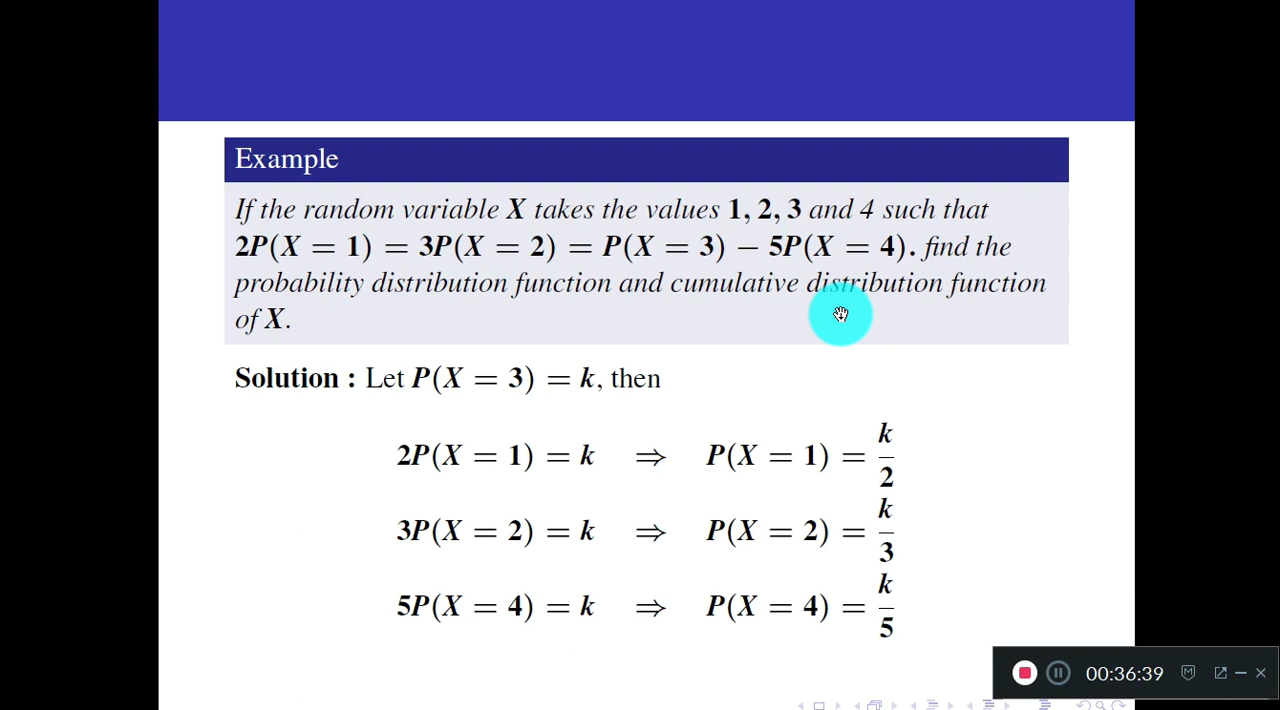 Example
If the random variable X takes the values 1, 2, 3 and 4 such that
2P(X = 1) = 3P(X = 2) = P(X = 3) − 5P(X = 4). find the
probability distribution function and cumulative distribution function
of X.
Solution : Let P(X = 3) = k, then
2P(X = 1) = k ⇒ P(X = 1) = k/2
3P(X = 2) = k ⇒ P(X = 2) = k/3
5P(X = 4) = k ⇒ P(X = 4) = k/5
00:36:39